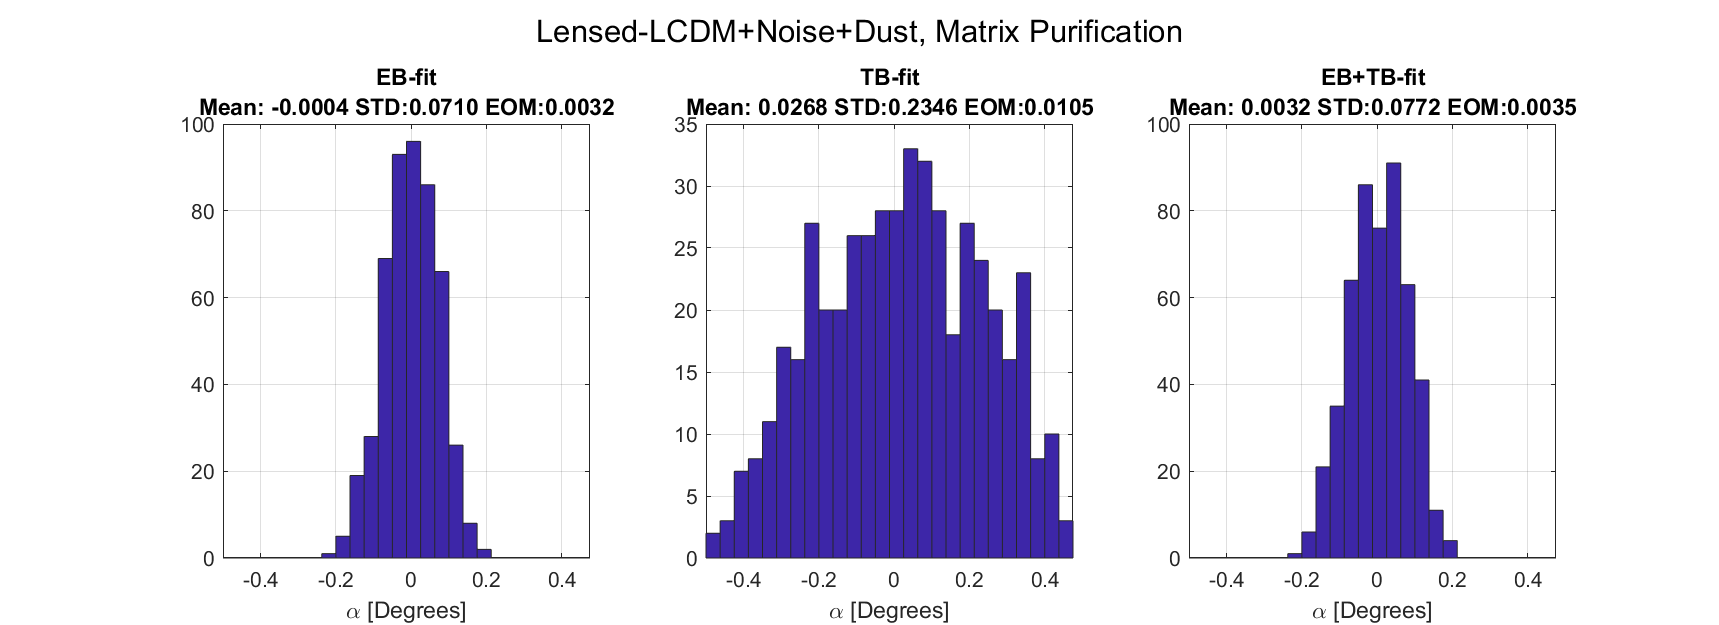 Lensed-LCDM+Noise+Dust, Matrix Purification
EB-fit
Mean: -0.0004 STD:0.0710 EOM:0.0032
100
80
60
40
20
0
-0.4 -0.2 0 0.2 0.4
α [Degrees]
TB-fit
Mean: 0.0268 STD:0.2346 EOM:0.0105
35
30
25
20
15
10
5
0
-0.4 -0.2 0 0.2 0.4
α [Degrees]
EB+TB-fit
Mean: 0.0032 STD:0.0772 EOM:0.0035
100
80
60
40
20
0
-0.4 -0.2 0 0.2 0.4
α [Degrees]